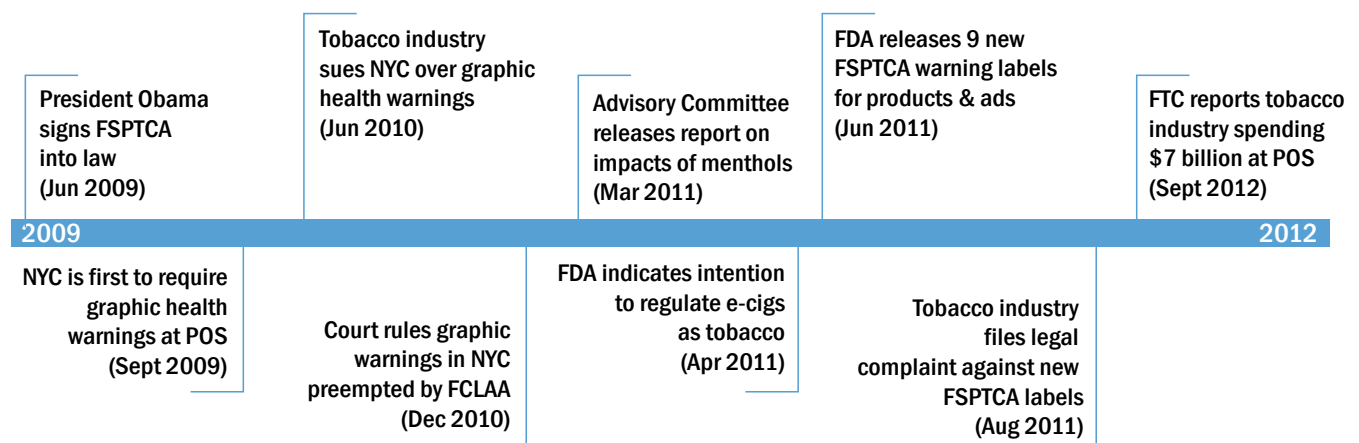 President Obama
signs FSPTCA
into law
(Jun 2009)
Tobacco industry
sues NYC over graphic
health warnings
(Jun 2010)
Advisory Committee
releases report on
impacts of menthols
(Mar 2011)
FDA releases 9 new
FSPTCA warning labels
for products & ads
(Jun 2011)
FTC reports tobacco
industry spending
$7 billion at POS
(Sept 2012)
2009
2012
NYC is first to require
graphic health
warnings at POS
(Sept 2009)
Court rules graphic
warnings in NYC
preempted by FCLAA
(Dec 2010)
FDA indicates intention
to regulate e-cigs
as tobacco
(Apr 2011)
Tobacco industry
files legal
complaint against new
FSPTCA labels
(Aug 2011)